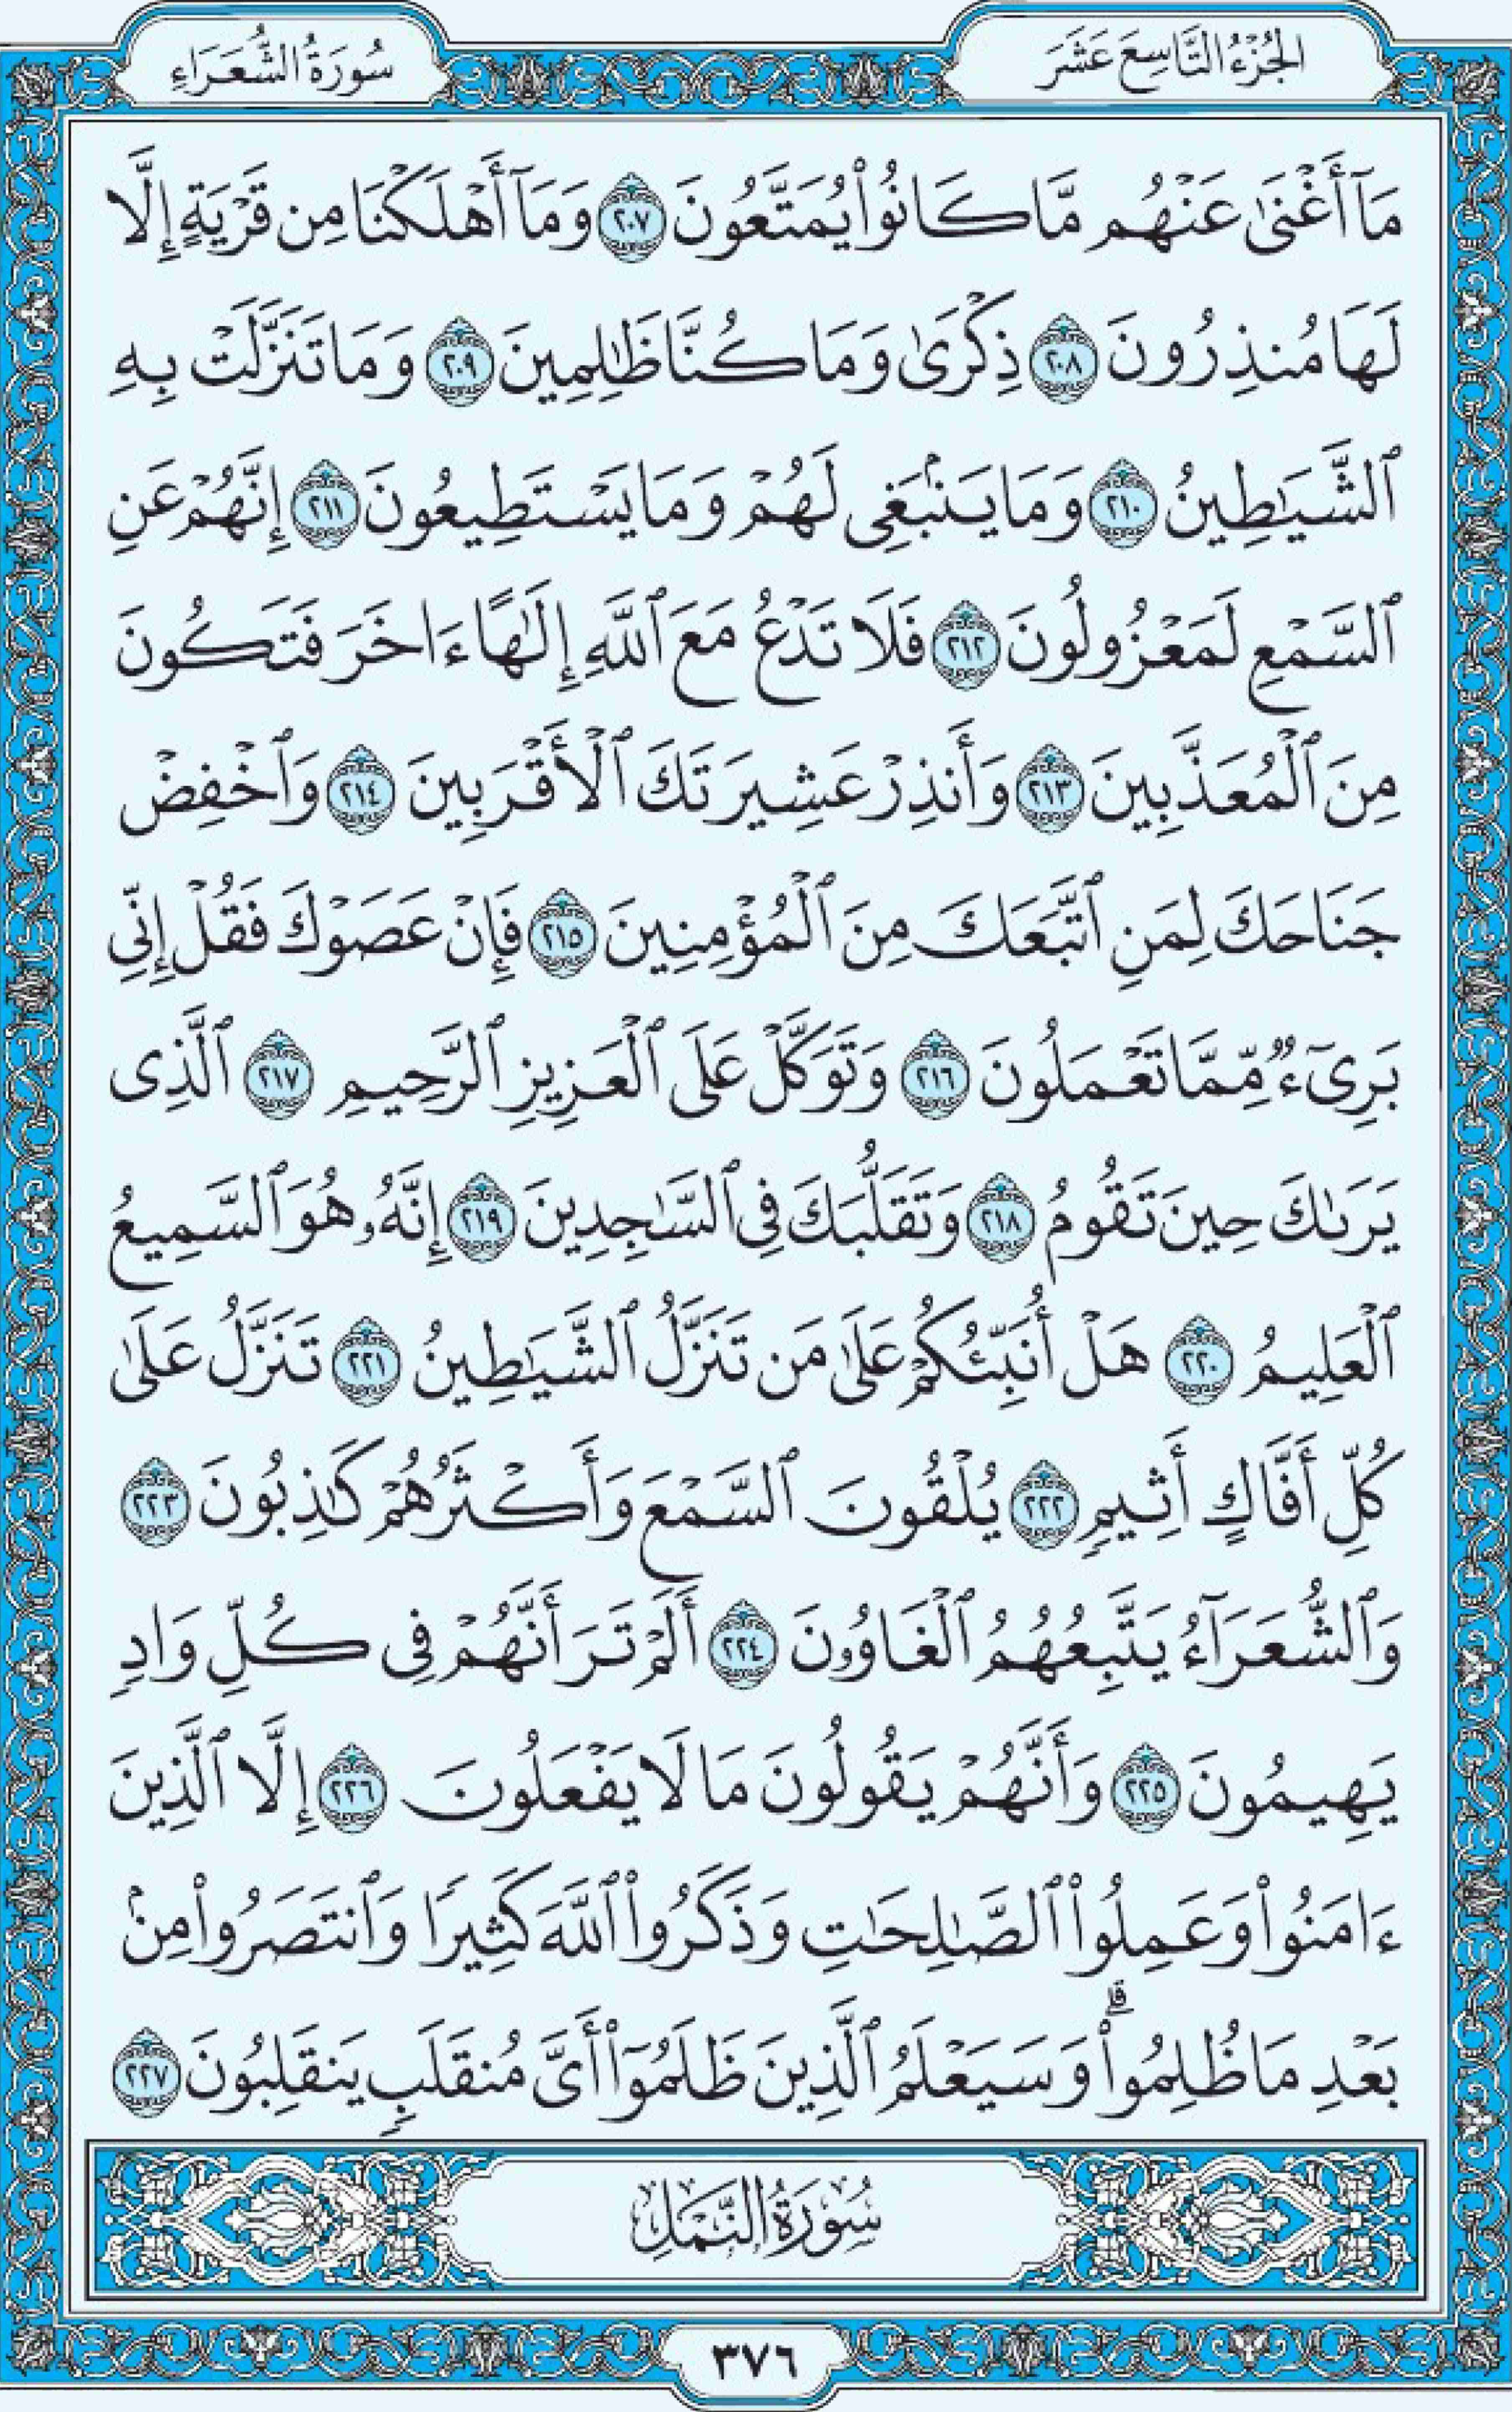 الجُزْءُ التَّاسِعَ عَشَرَ
سُورَةُ الشُّعَرَاءِ
مَآ أَغْنَىٰ عَنْهُم مَّا كَانُوا۟ يُمَتَّعُونَ ٢٠٧ وَمَآ أَهْلَكْنَا مِن قَرْيَةٍ إِلَّا
لَهَا مُنذِرُونَ ٢٠٨ ذِكْرَىٰ وَمَا كُنَّا ظَٰلِمِينَ ٢٠٩ وَمَا تَنَزَّلَتْ بِهِ
ٱلشَّيَٰطِينُ ٢١٠ وَمَا يَنۢبَغِى لَهُمْ وَمَا يَسْتَطِيعُونَ ٢١١ إِنَّهُمْ عَنِ
ٱلسَّمْعِ لَمَعْزُولُونَ ٢١٢ فَلَا تَدْعُ مَعَ ٱللَّهِ إِلَٰهًا ءَاخَرَ فَتَكُونَ
مِنَ ٱلْمُعَذَّبِينَ ٢١٣ وَأَنذِرْ عَشِيرَتَكَ ٱلْأَقْرَبِينَ ٢١٤ وَٱخْفِضْ
جَنَاحَكَ لِمَنِ ٱتَّبَعَكَ مِنَ ٱلْمُؤْمِنِينَ ٢١٥ فَإِنْ عَصَوْكَ فَقُلْ إِنِّى
بَرِىٓءٌ مِّمَّا تَعْمَلُونَ ٢١٦ وَتَوَكَّلْ عَلَى ٱلْعَزِيزِ ٱلرَّحِيمِ ٢١٧ ٱلَّذِى
يَرَىٰكَ حِينَ تَقُومُ ٢١٨ وَتَقَلُّبَكَ فِى ٱلسَّٰجِدِينَ ٢١٩ إِنَّهُۥ هُوَ ٱلسَّمِيعُ
ٱلْعَلِيمُ ٢٢٠ هَلْ أُنَبِّئُكُمْ عَلَىٰ مَن تَنَزَّلُ ٱلشَّيَٰطِينُ ٢٢١ تَنَزَّلُ عَلَىٰ
كُلِّ أَفَّاكٍ أَثِيمٍ ٢٢٢ يُلْقُونَ ٱلسَّمْعَ وَأَكْثَرُهُمْ كَٰذِبُونَ ٢٢٣
وَٱلشُّعَرَآءُ يَتَّبِعُهُمُ ٱلْغَاوُۥنَ ٢٢٤ أَلَمْ تَرَ أَنَّهُمْ فِى كُلِّ وَادٍ
يَهِيمُونَ ٢٢٥ وَأَنَّهُمْ يَقُولُونَ مَا لَا يَفْعَلُونَ ٢٢٦ إِلَّا ٱلَّذِينَ
ءَامَنُوا۟ وَعَمِلُوا۟ ٱلصَّٰلِحَٰتِ وَذَكَرُوا۟ ٱللَّهَ كَثِيرًا وَٱنتَصَرُوا۟ مِنۢ
بَعْدِ مَا ظُلِمُوا۟ ۗ وَسَيَعْلَمُ ٱلَّذِينَ ظَلَمُوٓا۟ أَىَّ مُنقَلَبٍ يَنقَلِبُونَ ٢٢٧
سُورَةُ النَّمْلِ
٣٧٦